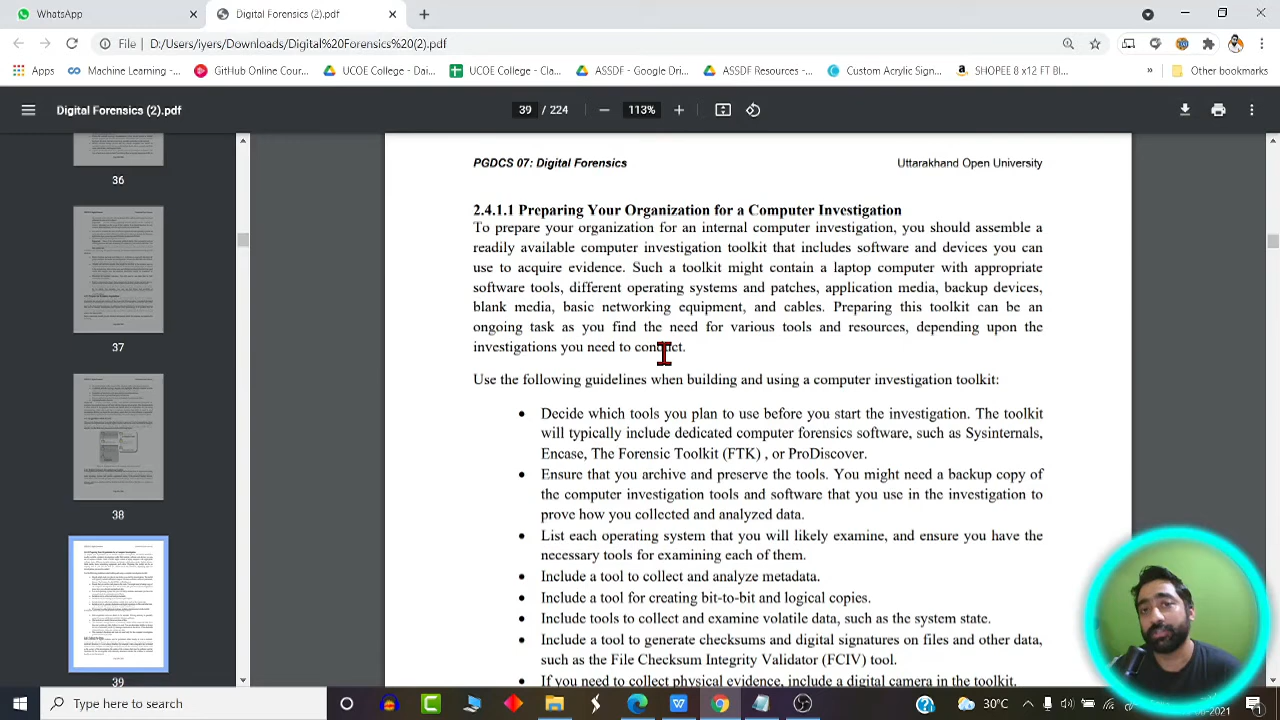 WhatsApp
Digital Forensics (2).pdf
File
D:/Users/iyers/Downloads/Digital%20Forensics%20(2).pdf
Apps
Machine Learning -...
GitHub Online Cour...
UCOE College - Dai...
UCTE College - Clo...
ASSDF - Google Dri...
ASSDF Resources -...
Custom Acrylic Sign...
SHOPEE 8 x12 FT Bl...
»
Other bookmarks
Digital Forensics (2).pdf
39 / 224
113%
36
37
38
39
PGDCS 07: Digital Forensics
Uttarakhand Open University
2.4.1.1 Preparing Your Organization for a Computer Investigation
To prepare your organization for an internal computer investigation, you should assemble a
readily available computer investigation toolkit that includes software and devices you can
use to acquire evidence. Such a toolkit might contain a laptop computer with appropriate
software sets, different operating systems and patches, application media, backup devices,
blank media, basic networking equipment, and cables. Preparing this toolkit can be an
ongoing task as you find the need for various tools and resources, depending upon the
investigations you need to conduct.
Use the following guidelines when building and using a computer investigation toolkit:
• Decide which tools you plan to use before you start the investigation. The toolkit
will typically include dedicated computer forensics software, such as Sysinternals,
Encase, The Forensic Toolkit (FTK) , or ProDiscover.
• Ensure that you archive and preserve the tools. You might need a backup copy of
the computer investigation tools and software that you use in the investigation to
prove how you collected and analyzed data.
• List each operating system that you will likely examine, and ensure you have the
necessary tools for examining each of them.
Include a tool to collect and analyze metadata.
Include a tool for creating bit-to-bit and logical copies.
Include tools to collect and examine volatile data, such as the system state.
Include a tool to generate checksums and digital signatures on files and other data,
such as the File Checksum Integrity Validator (FCIV) tool.
• If you need to collect physical evidence, include a digital camera in the toolkit.
Type here to search
30°C